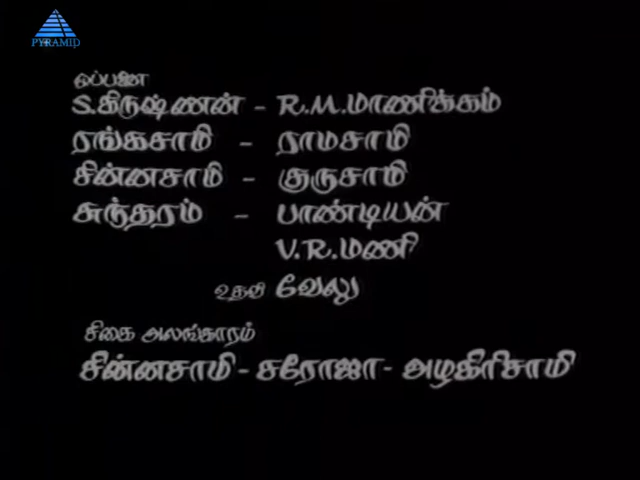 PYRAMID
ஒப்பனை
S.கிருஷ்ணன் - R.M.மாணிக்கம்
ரங்கசாமி - ராமசாமி
சின்னசாமி - குருசாமி
சுந்தரம் - பாண்டியன்
V.R.மணி
உதவி வேலு
சிகை அலங்காரம்
சின்னசாமி - சரோஜா - அழகிரிசாமி